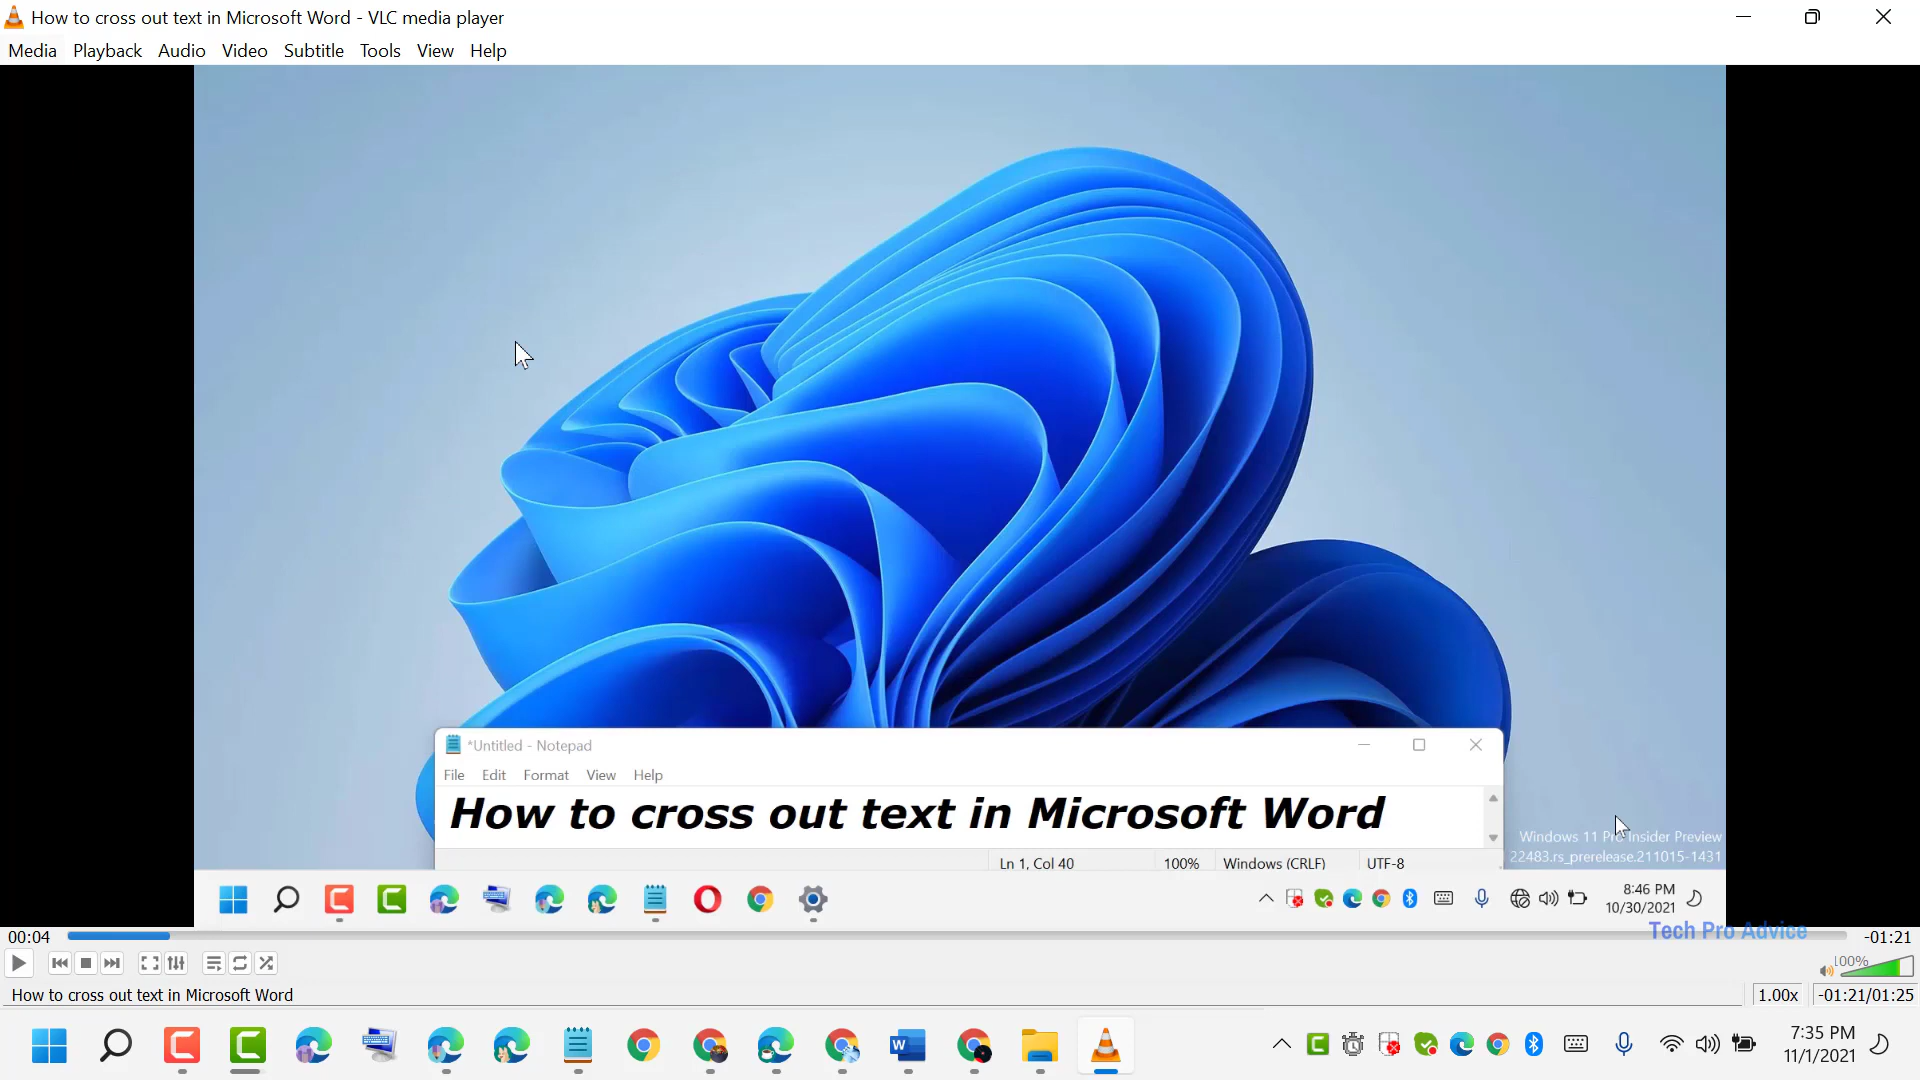 How to cross out text in Microsoft Word - VLC media player
Media Playback Audio Video Subtitle Tools View Help
*Untitled - Notepad
File Edit Format View Help
How to cross out text in Microsoft Word
Ln 1, Col 40 100% Windows (CRLF) UTF-8
Windows 11 Pro Insider Preview
22483.rs_prerelease.211015-1431
8:46 PM
10/30/2021
Tech Pro Advice
00:04 -01:21
100%
How to cross out text in Microsoft Word 1.00x -01:21/01:25
7:35 PM
11/1/2021